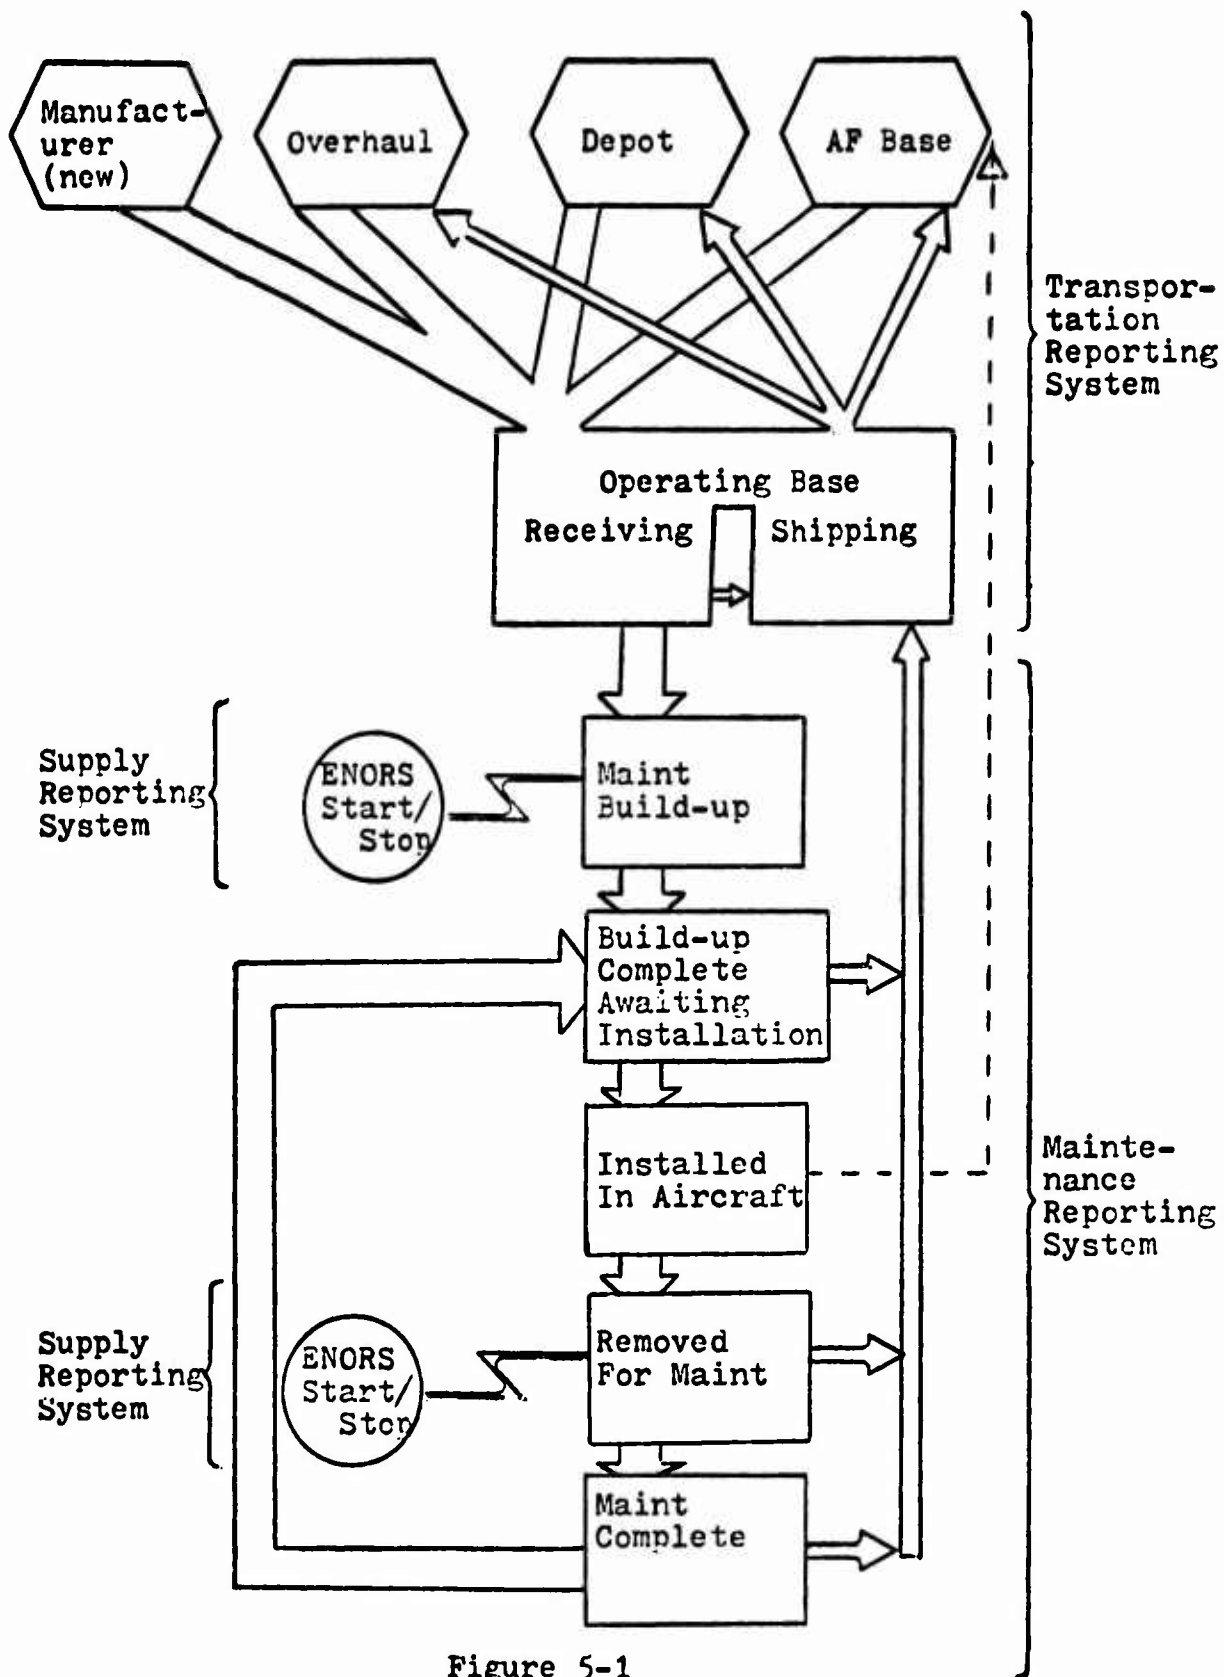 Manufact-
urer
(new)
Overhaul
Depot
AF Base
Transpor-
tation
Reporting
System
Operating Base
Receiving
Shipping
Supply
Reporting
System
ENORS
Start/
Stop
Maint
Build-up
Build-up
Complete
Awaiting
Installation
Installed
In Aircraft
Mainte-
nance
Reporting
System
Supply
Reporting
System
ENORS
Start/
Stop
Removed
For Maint
Maint
Complete
Figure 5-1